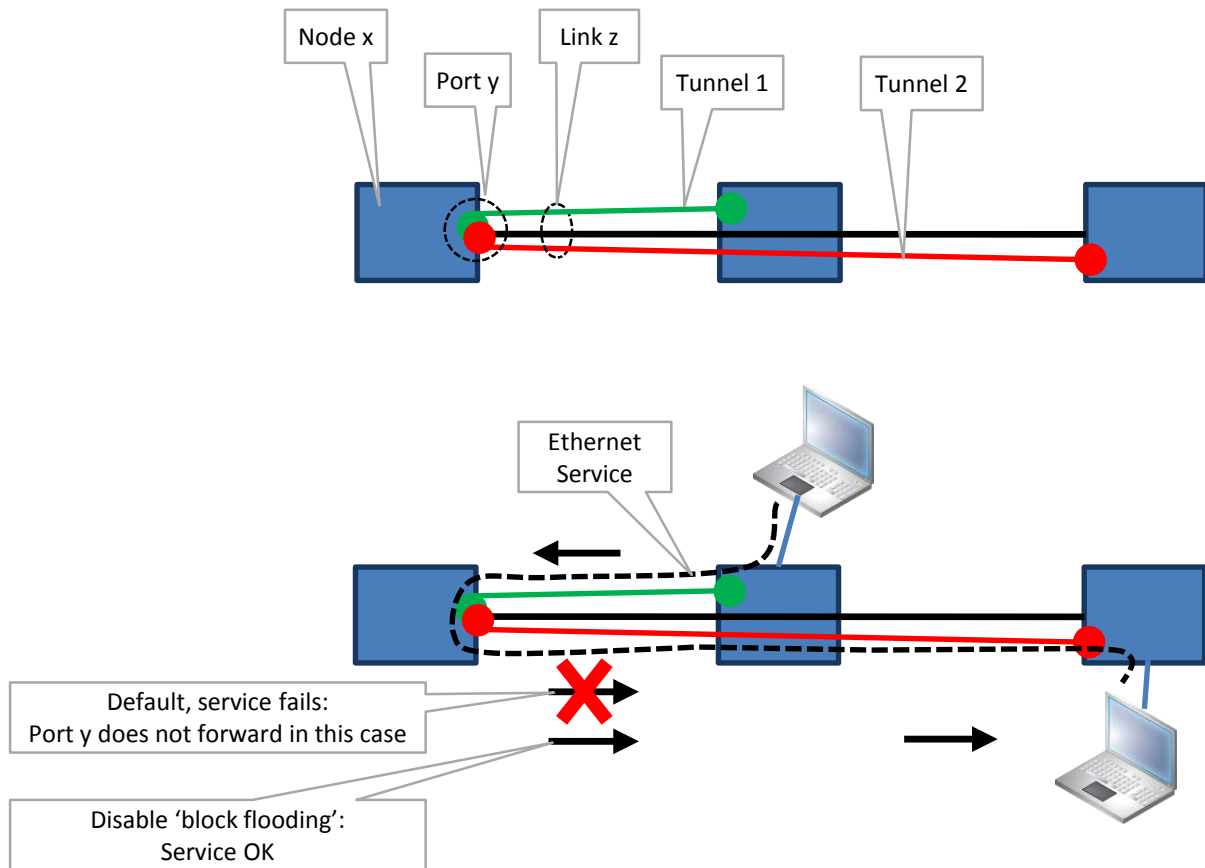 Node x
Link z
Port y
Tunnel 1
Tunnel 2
Ethernet
Service
Default, service fails:
Port y does not forward in this case
Disable ‘block flooding’:
Service OK